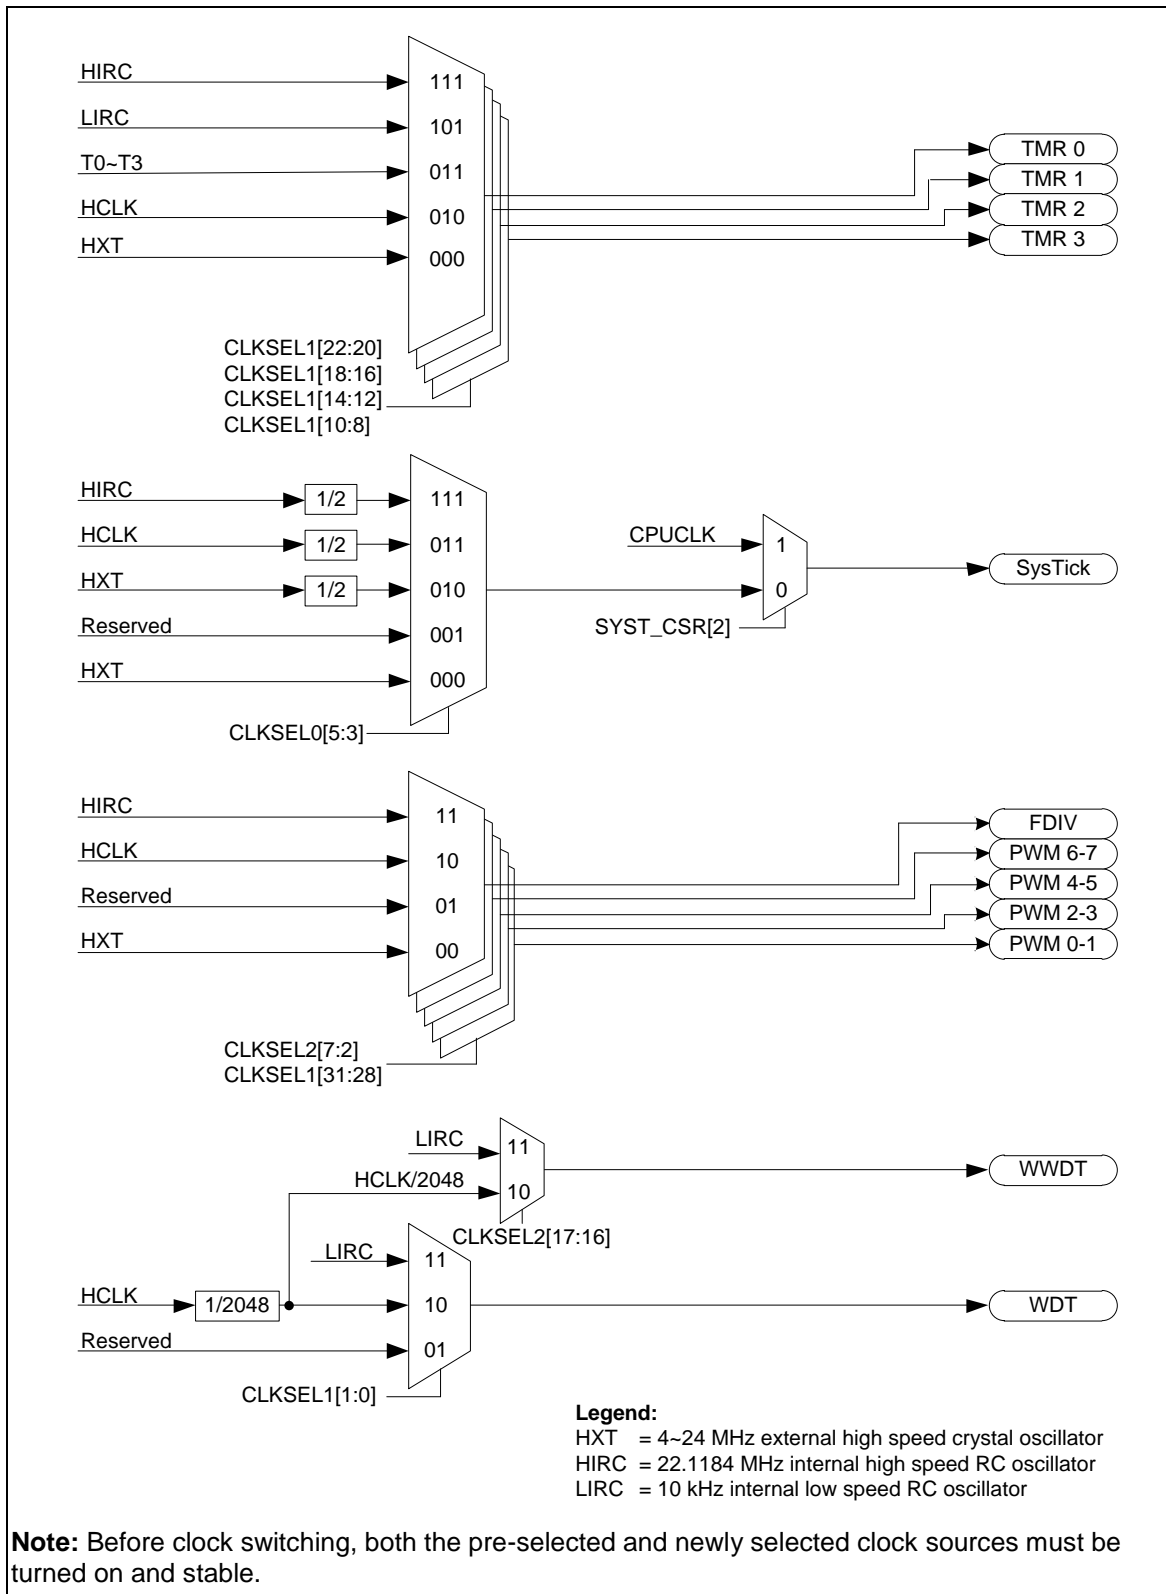 HIRC
111
LIRC
101
T0~T3
011
HCLK
010
HXT
000
TMR 0
TMR 1
TMR 2
TMR 3
CLKSEL1[22:20]
CLKSEL1[18:16]
CLKSEL1[14:12]
CLKSEL1[10:8]
HIRC 1/2 111
HCLK 1/2 011
HXT 1/2 010
Reserved 001
HXT 000
CLKSEL0[5:3]
CPUCLK 1
0
SYST_CSR[2]
SysTick
HIRC 11
HCLK 10
Reserved 01
HXT 00
FDIV
PWM 6-7
PWM 4-5
PWM 2-3
PWM 0-1
CLKSEL2[7:2]
CLKSEL1[31:28]
LIRC 11
HCLK/2048 10
WWDT
CLKSEL2[17:16]
LIRC 11
HCLK 1/2048 10
WDT
Reserved 01
CLKSEL1[1:0]
Legend:
HXT = 4~24 MHz external high speed crystal oscillator
HIRC = 22.1184 MHz internal high speed RC oscillator
LIRC = 10 kHz internal low speed RC oscillator
Note: Before clock switching, both the pre-selected and newly selected clock sources must be
turned on and stable.